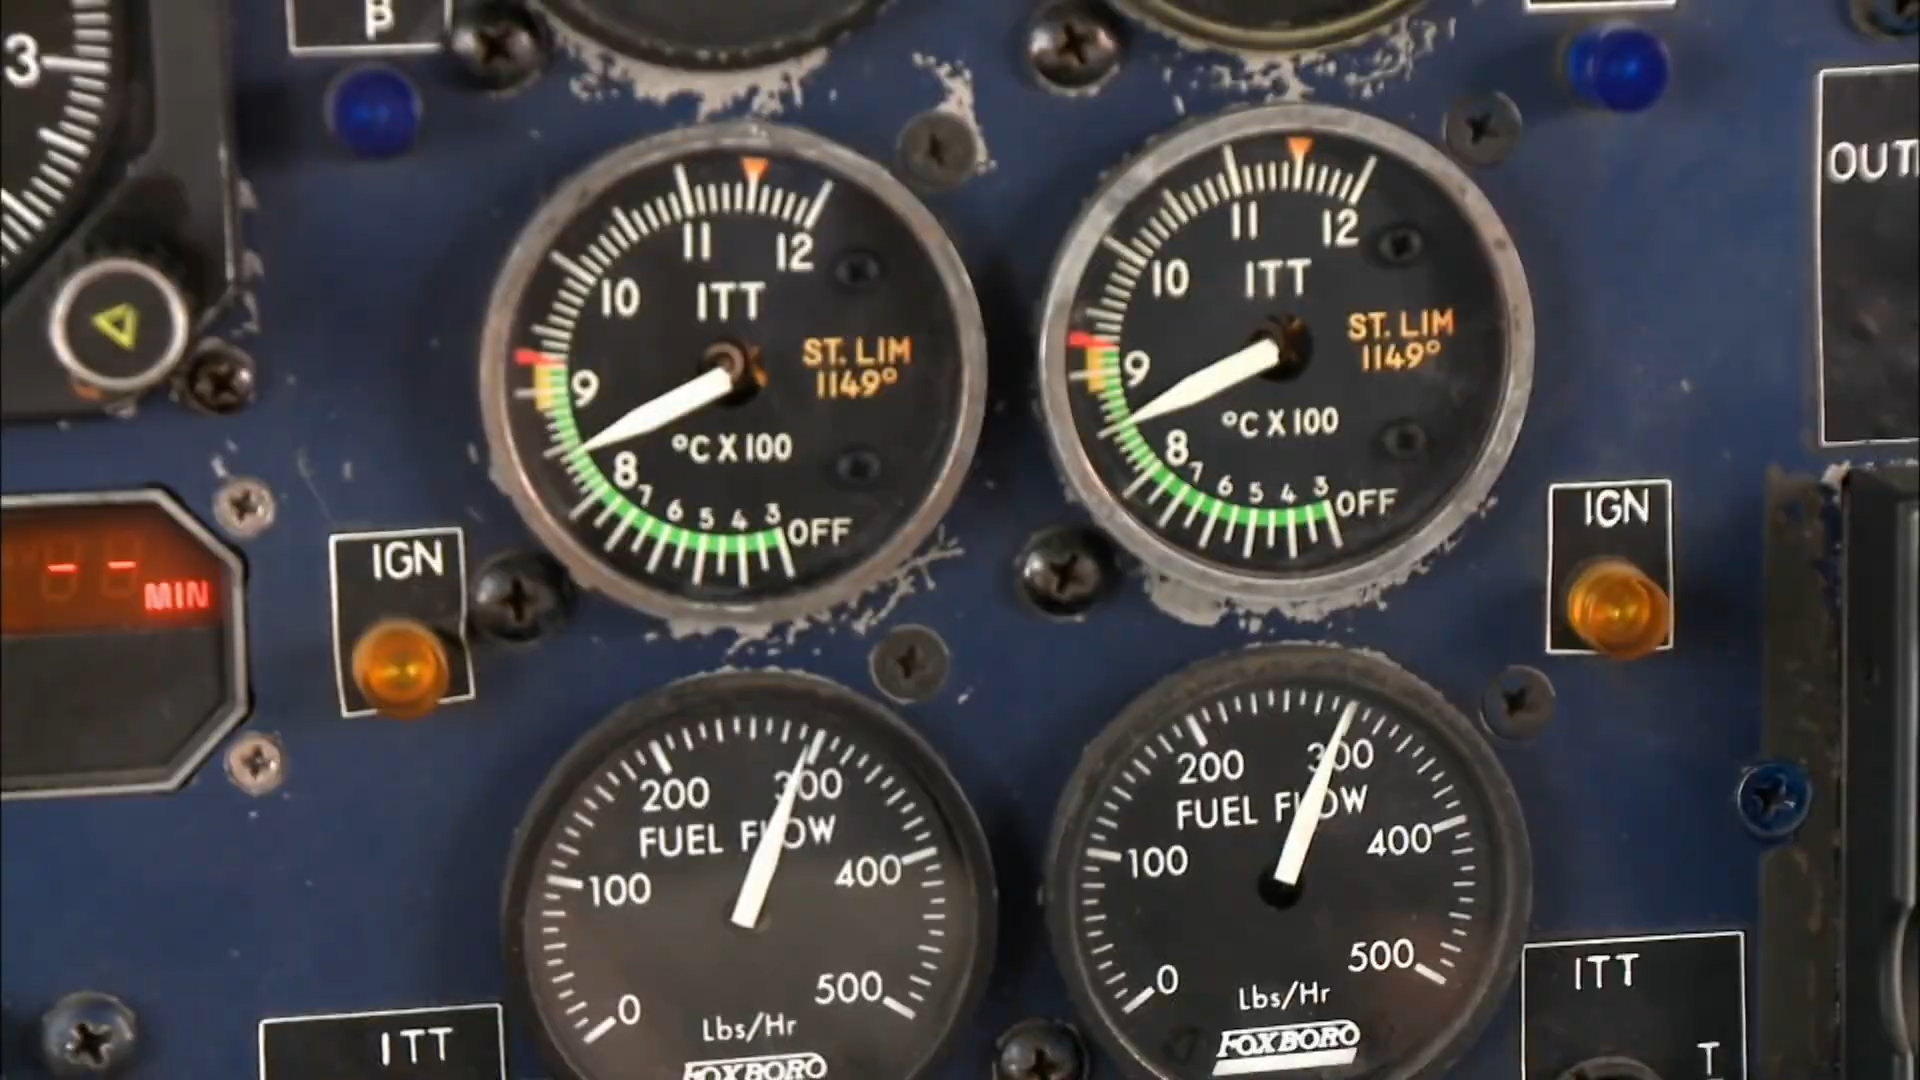 β
3
OUT
11
12
10
ITT
ST. LIM
1149°
9
°C X 100
8
7 6 5 4 3 OFF
11
12
10
ITT
ST. LIM
1149°
9
°C X 100
8
7 6 5 4 3 OFF
IGN
IGN
-- MIN
200 300
FUEL FLOW
100 400
500
0
Lbs/Hr
FOXBORO
200 300
FUEL FLOW
100 400
500
0
Lbs/Hr
FOXBORO
ITT
ITT
T